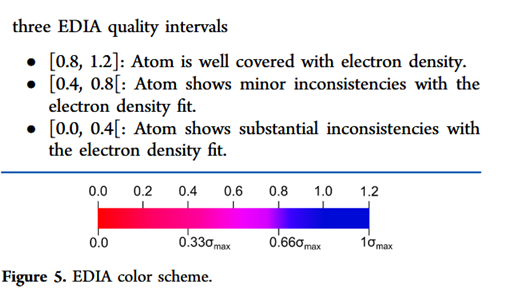 three EDIA quality intervals
• [0.8, 1.2]: Atom is well covered with electron density.
• [0.4, 0.8[: Atom shows minor inconsistencies with the
electron density fit.
• [0.0, 0.4[: Atom shows substantial inconsistencies with
the electron density fit.
0.0 0.2 0.4 0.6 0.8 1.0 1.2
0.0 0.33σmax 0.66σmax 1σmax
Figure 5. EDIA color scheme.